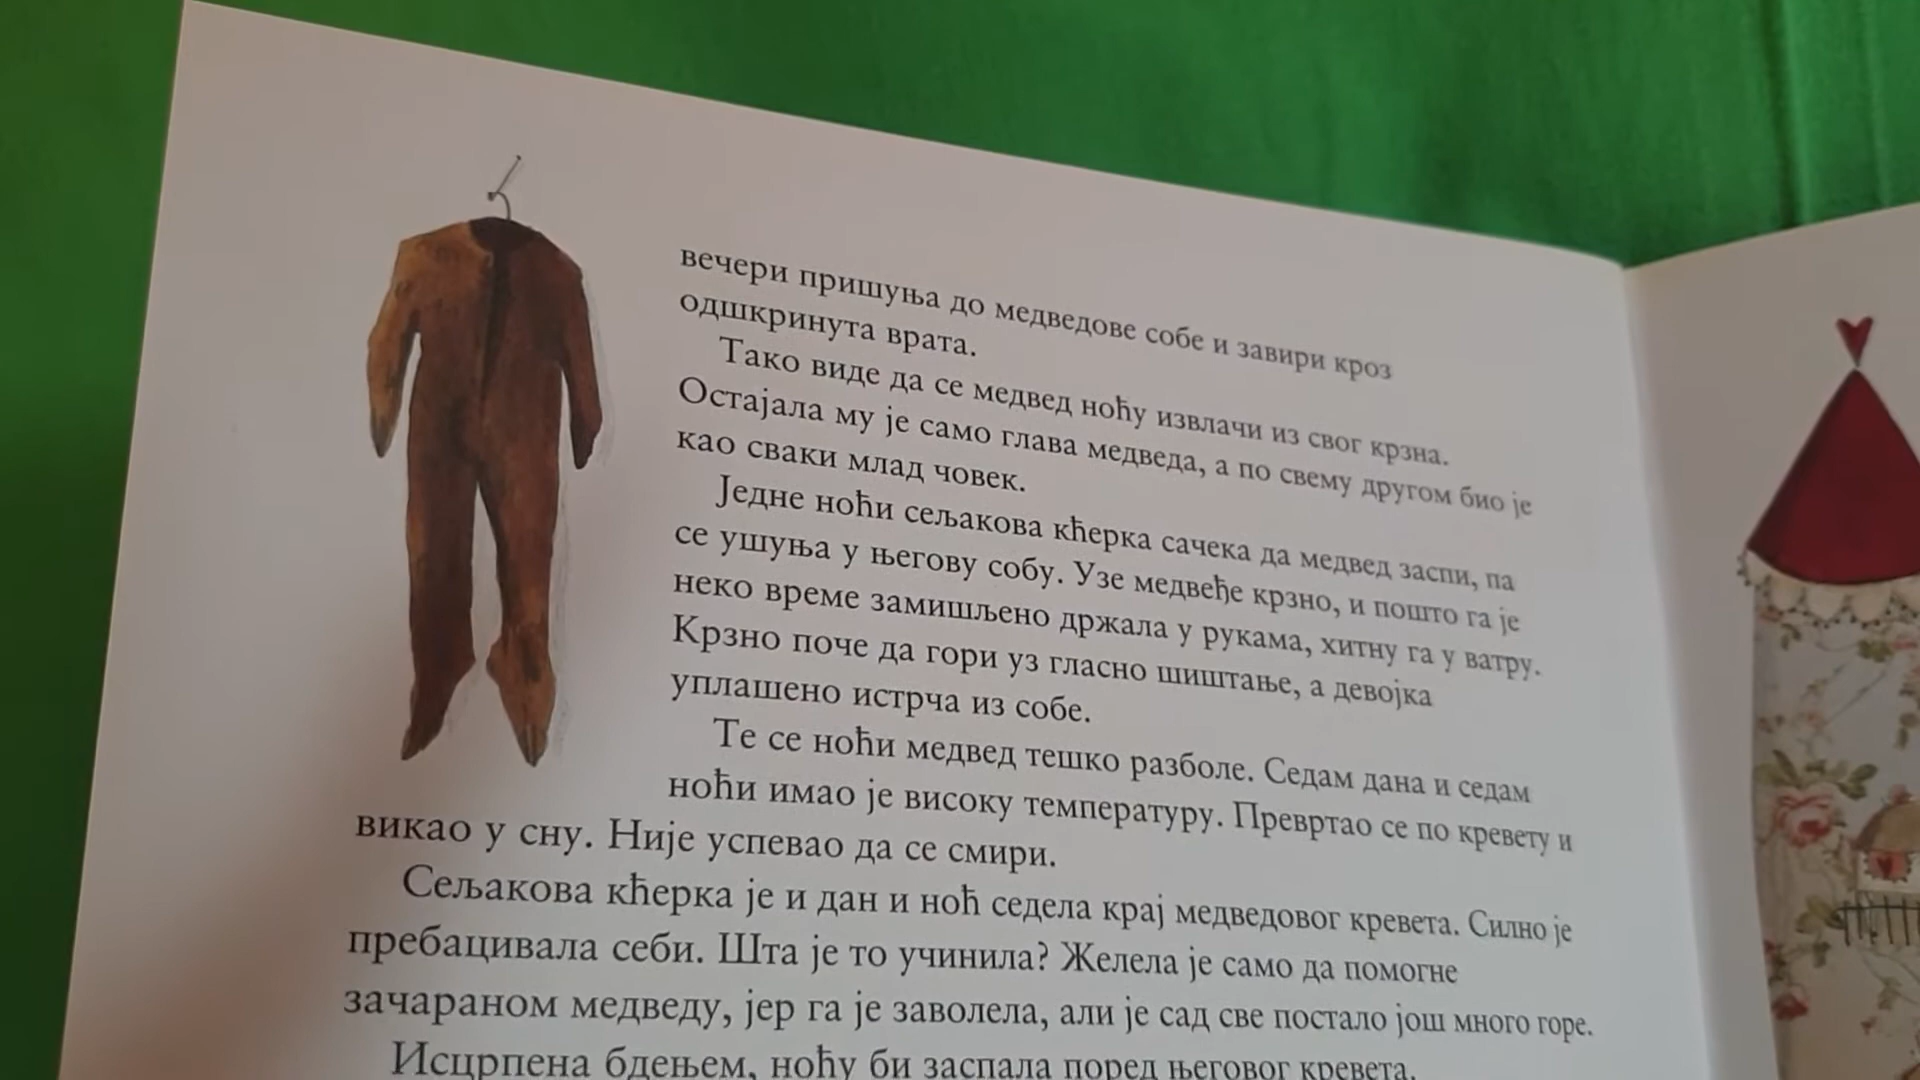 вечери пришуња до медведове собе и завири кроз
одшкринута врата.
Тако виде да се медвед ноћу извлачи из свог крзна.
Остајала му је само глава медведа, а по свему другом био је
као сваки млад човек.
Једне ноћи сељакова кћерка сачека да медвед заспи, па
се ушуња у његову собу. Узе медвеђе крзно, и пошто га је
неко време замишљено држала у рукама, хитну га у ватру.
Крзно поче да гори уз гласно шиштање, а девојка
уплашено истрча из собе.
Те се ноћи медвед тешко разболе. Седам дана и седам
ноћи имао је високу температуру. Превртао се по кревету и
викао у сну. Није успевао да се смири.
Сељакова кћерка је и дан и ноћ седела крај медведовог кревета. Силно је
пребацивала себи. Шта је то учинила? Желела је само да помогне
зачараном медведу, јер га је заволела, али је сад све постало још много горе.
Исцрпена бдењем, ноћу би заспала поред његовог кревета.